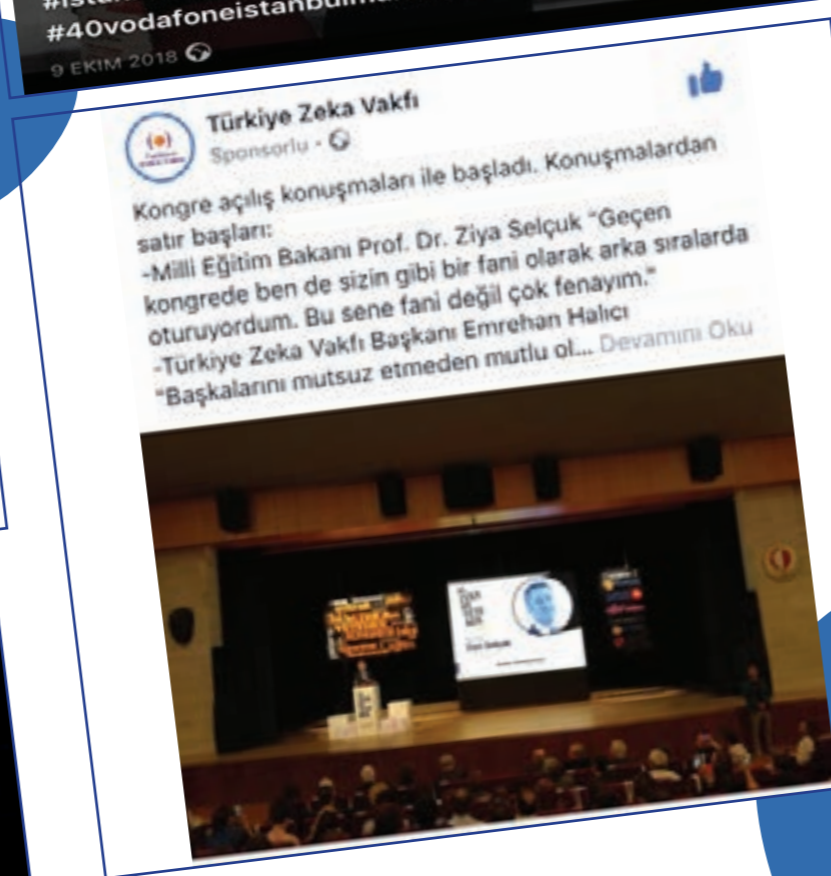 #40vodafoneistanbulma
9 EKIM 2018
Türkiye Zeka Vakfı
Sponsorlu ·
Kongre açılış konuşmaları ile başladı. Konuşmalardan
satır başları:
-Milli Eğitim Bakanı Prof. Dr. Ziya Selçuk "Geçen
kongrede ben de sizin gibi bir fani olarak arka sıralarda
oturuyordum. Bu sene fani değil çok fenayım."
-Türkiye Zeka Vakfı Başkanı Emrehan Halıcı
"Başkalarını mutsuz etmeden mutlu ol... Devamını Oku